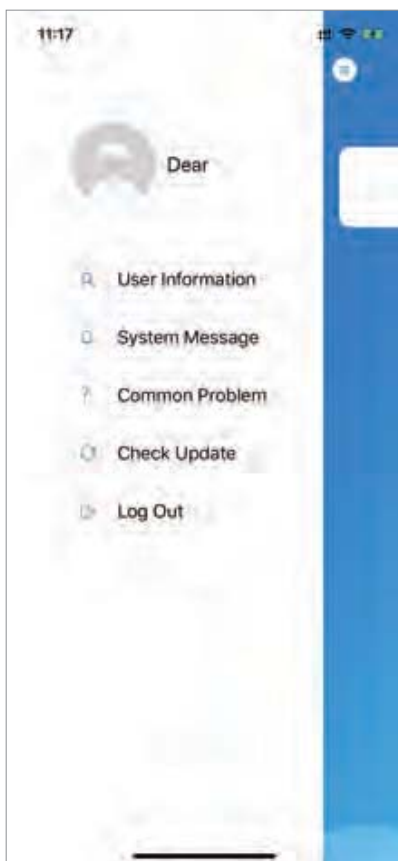 11:17
Dear
User Information
System Message
Common Problem
Check Update
Log Out